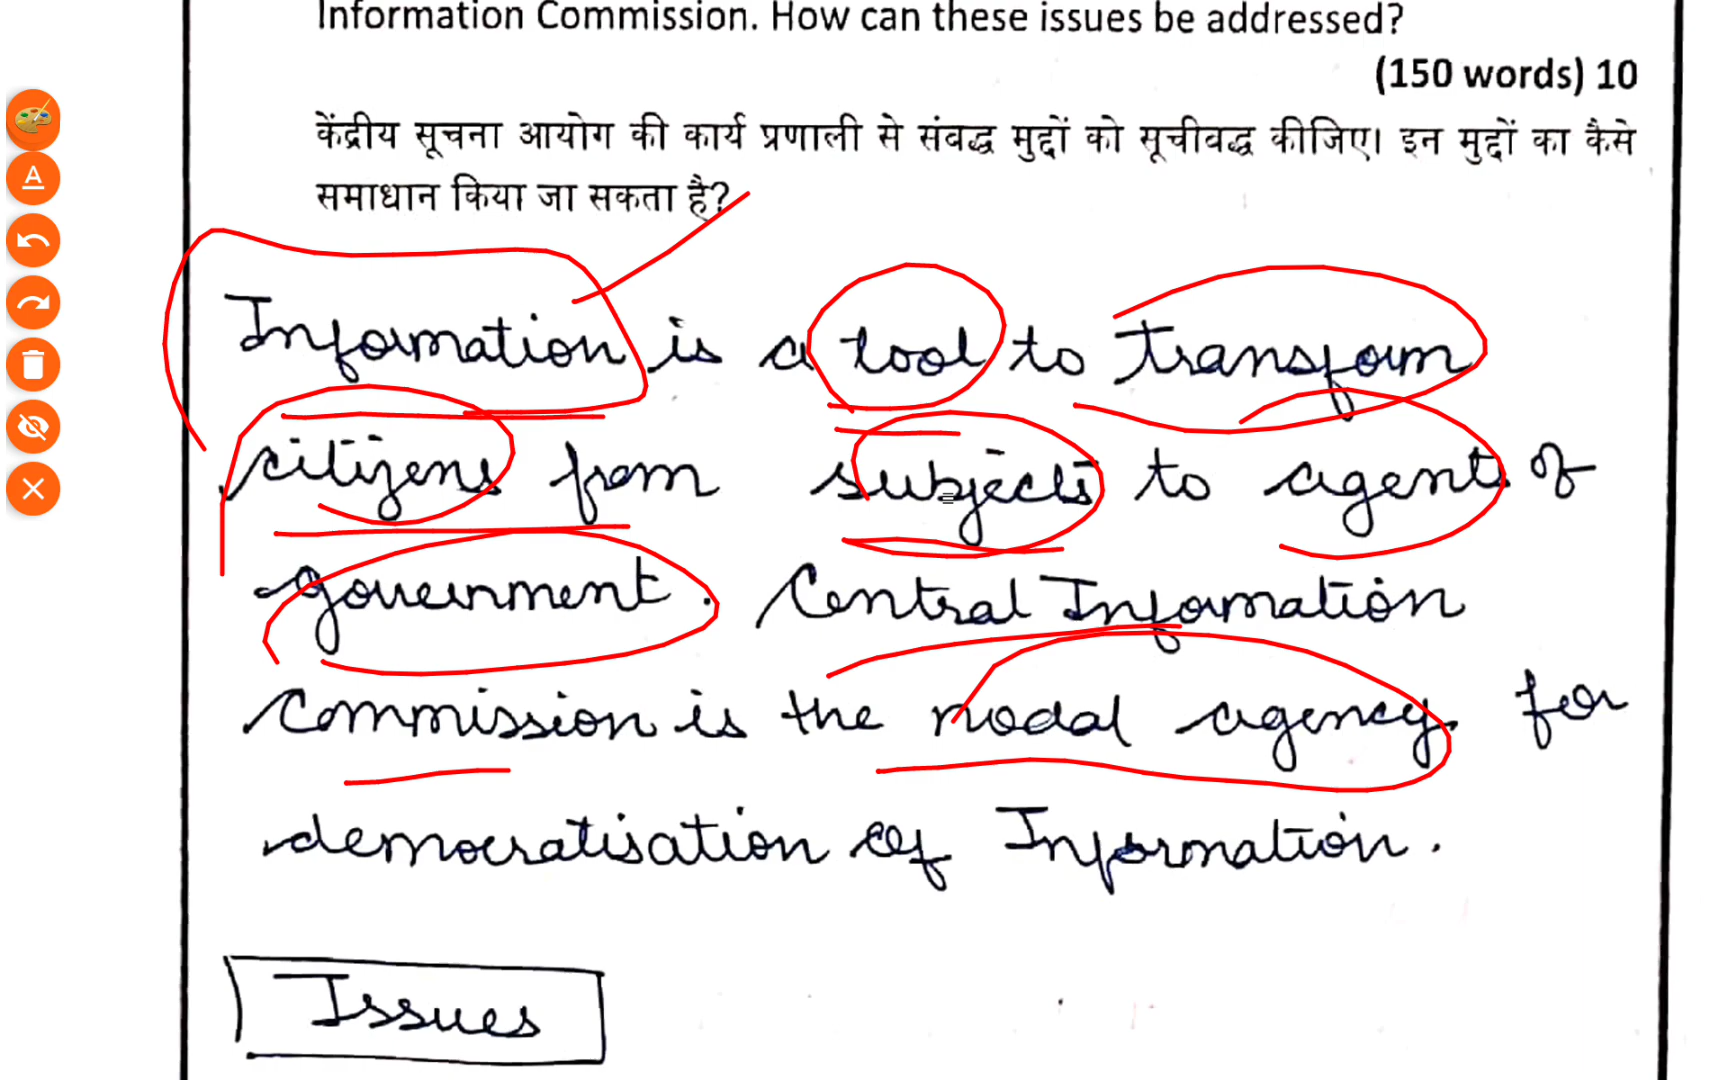 Information Commission. How can these issues be addressed?
(150 words) 10
केंद्रीय सूचना आयोग की कार्य प्रणाली से संबद्ध मुद्दों को सूचीबद्ध कीजिए। इन मुद्दों का कैसे
समाधान किया जा सकता है?
Information is a tool to transform
citizens from subjects to agents of
government. Central Information
Commission is the nodal agency for
democratisation of Information.
Issues